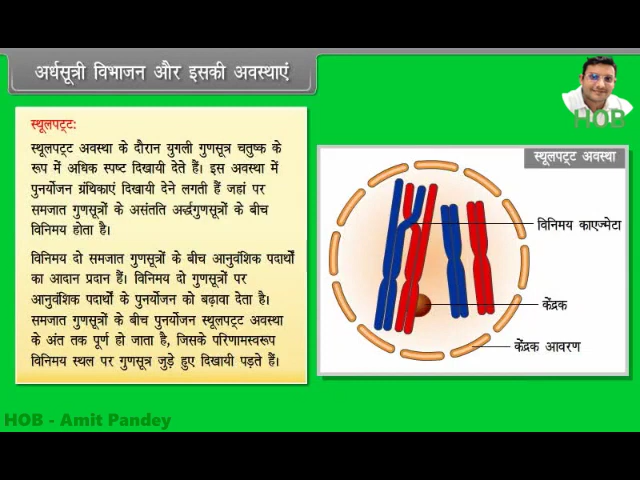 अर्धसूत्री विभाजन और इसकी अवस्थाएं
HOB
स्थूलपट्ट:
स्थूलपट्ट अवस्था के दौरान युगली गुणसूत्र चतुष्क के
रूप में अधिक स्पष्ट दिखायी देते हैं। इस अवस्था में
पुनर्योजन ग्रंथिकाएं दिखायी देने लगती हैं जहां पर
समजात गुणसूत्रों के असंतति अर्द्धगुणसूत्रों के बीच
विनिमय होता है।
विनिमय दो समजात गुणसूत्रों के बीच आनुवंशिक पदार्थों
का आदान प्रदान हैं। विनिमय दो गुणसूत्रों पर
आनुवंशिक पदार्थों के पुनर्योजन को बढ़ावा देता है।
समजात गुणसूत्रों के बीच पुनर्योजन स्थूलपट्ट अवस्था
के अंत तक पूर्ण हो जाता है, जिसके परिणामस्वरूप
विनिमय स्थल पर गुणसूत्र जुड़े हुए दिखायी पड़ते हैं।
स्थूलपट्ट अवस्था
विनिमय काएज़्मेटा
केंद्रक
केंद्रक आवरण
HOB - Amit Pandey